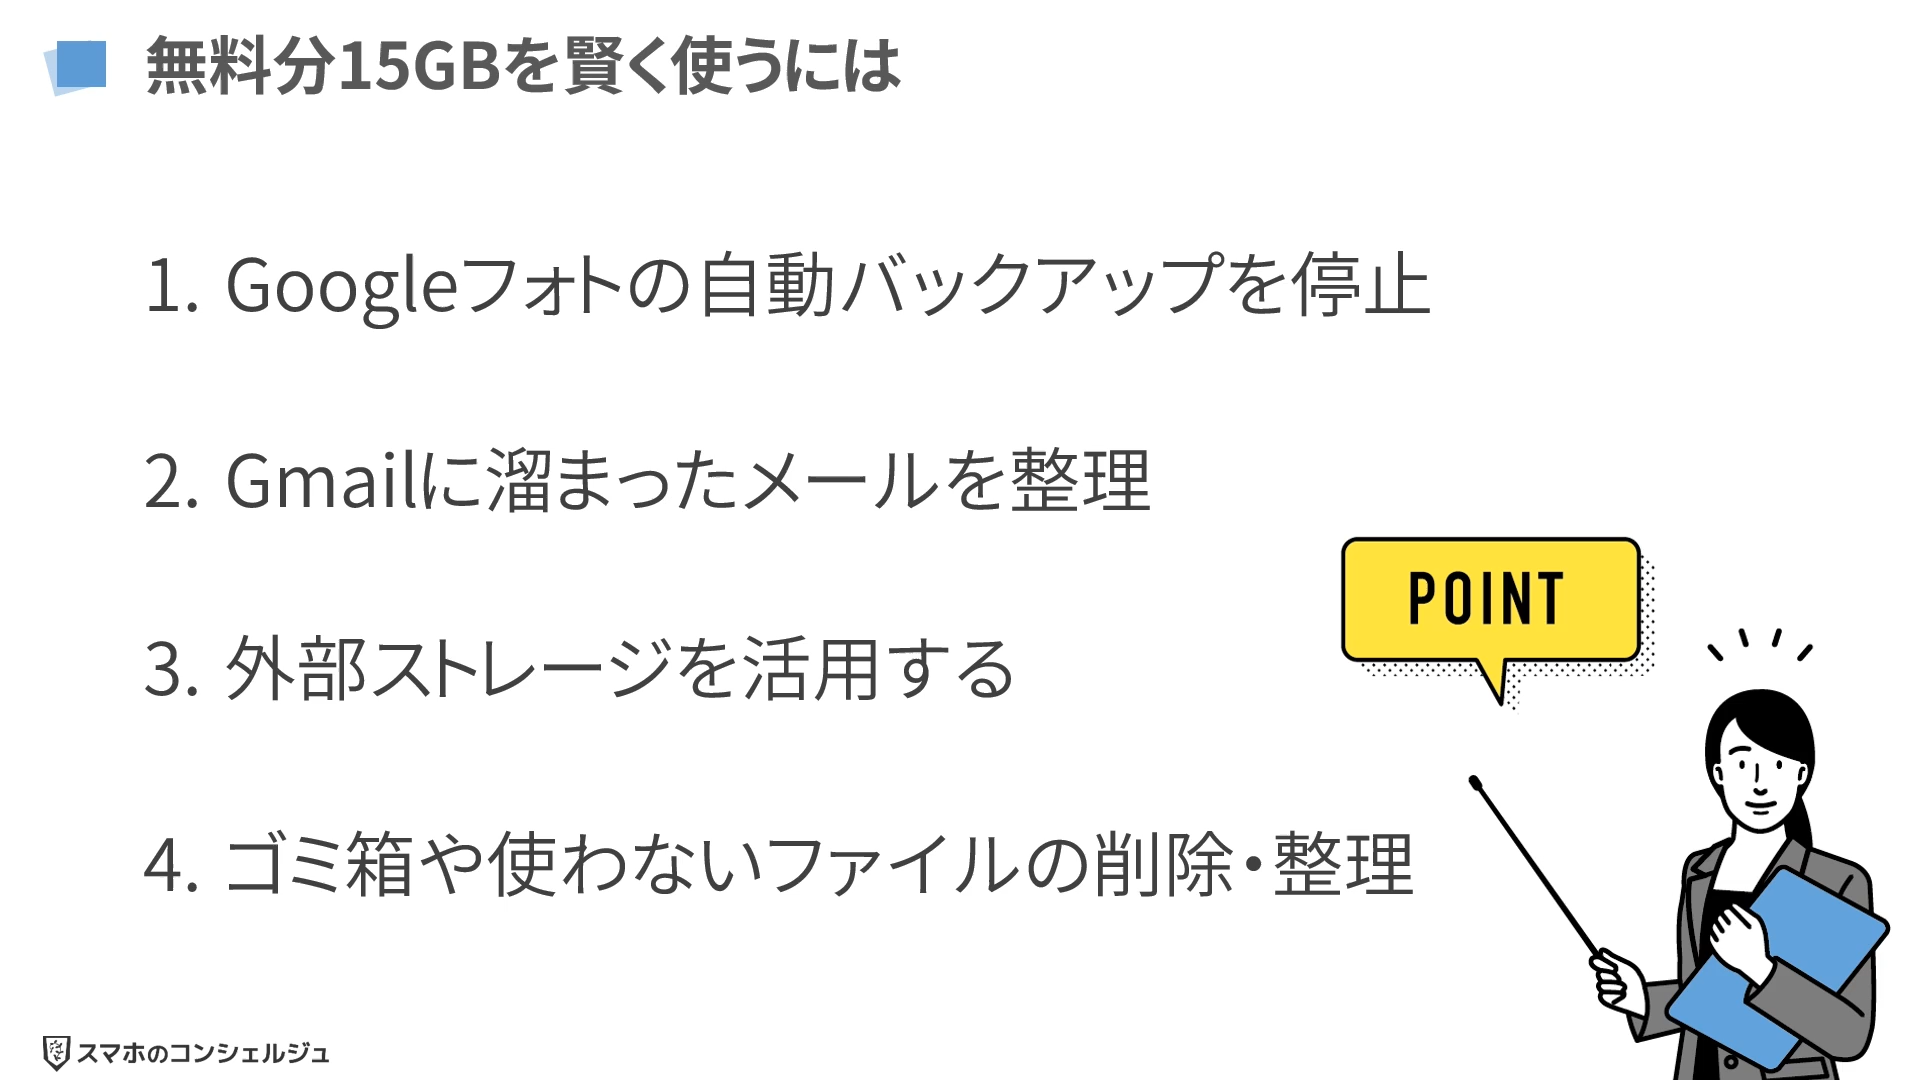 無料分15GBを賢く使うには
1. Googleフォトの自動バックアップを停止
2. Gmailに溜まったメールを整理
3. 外部ストレージを活用する
4. ゴミ箱や使わないファイルの削除・整理
POINT
スマホのコンシェルジュ